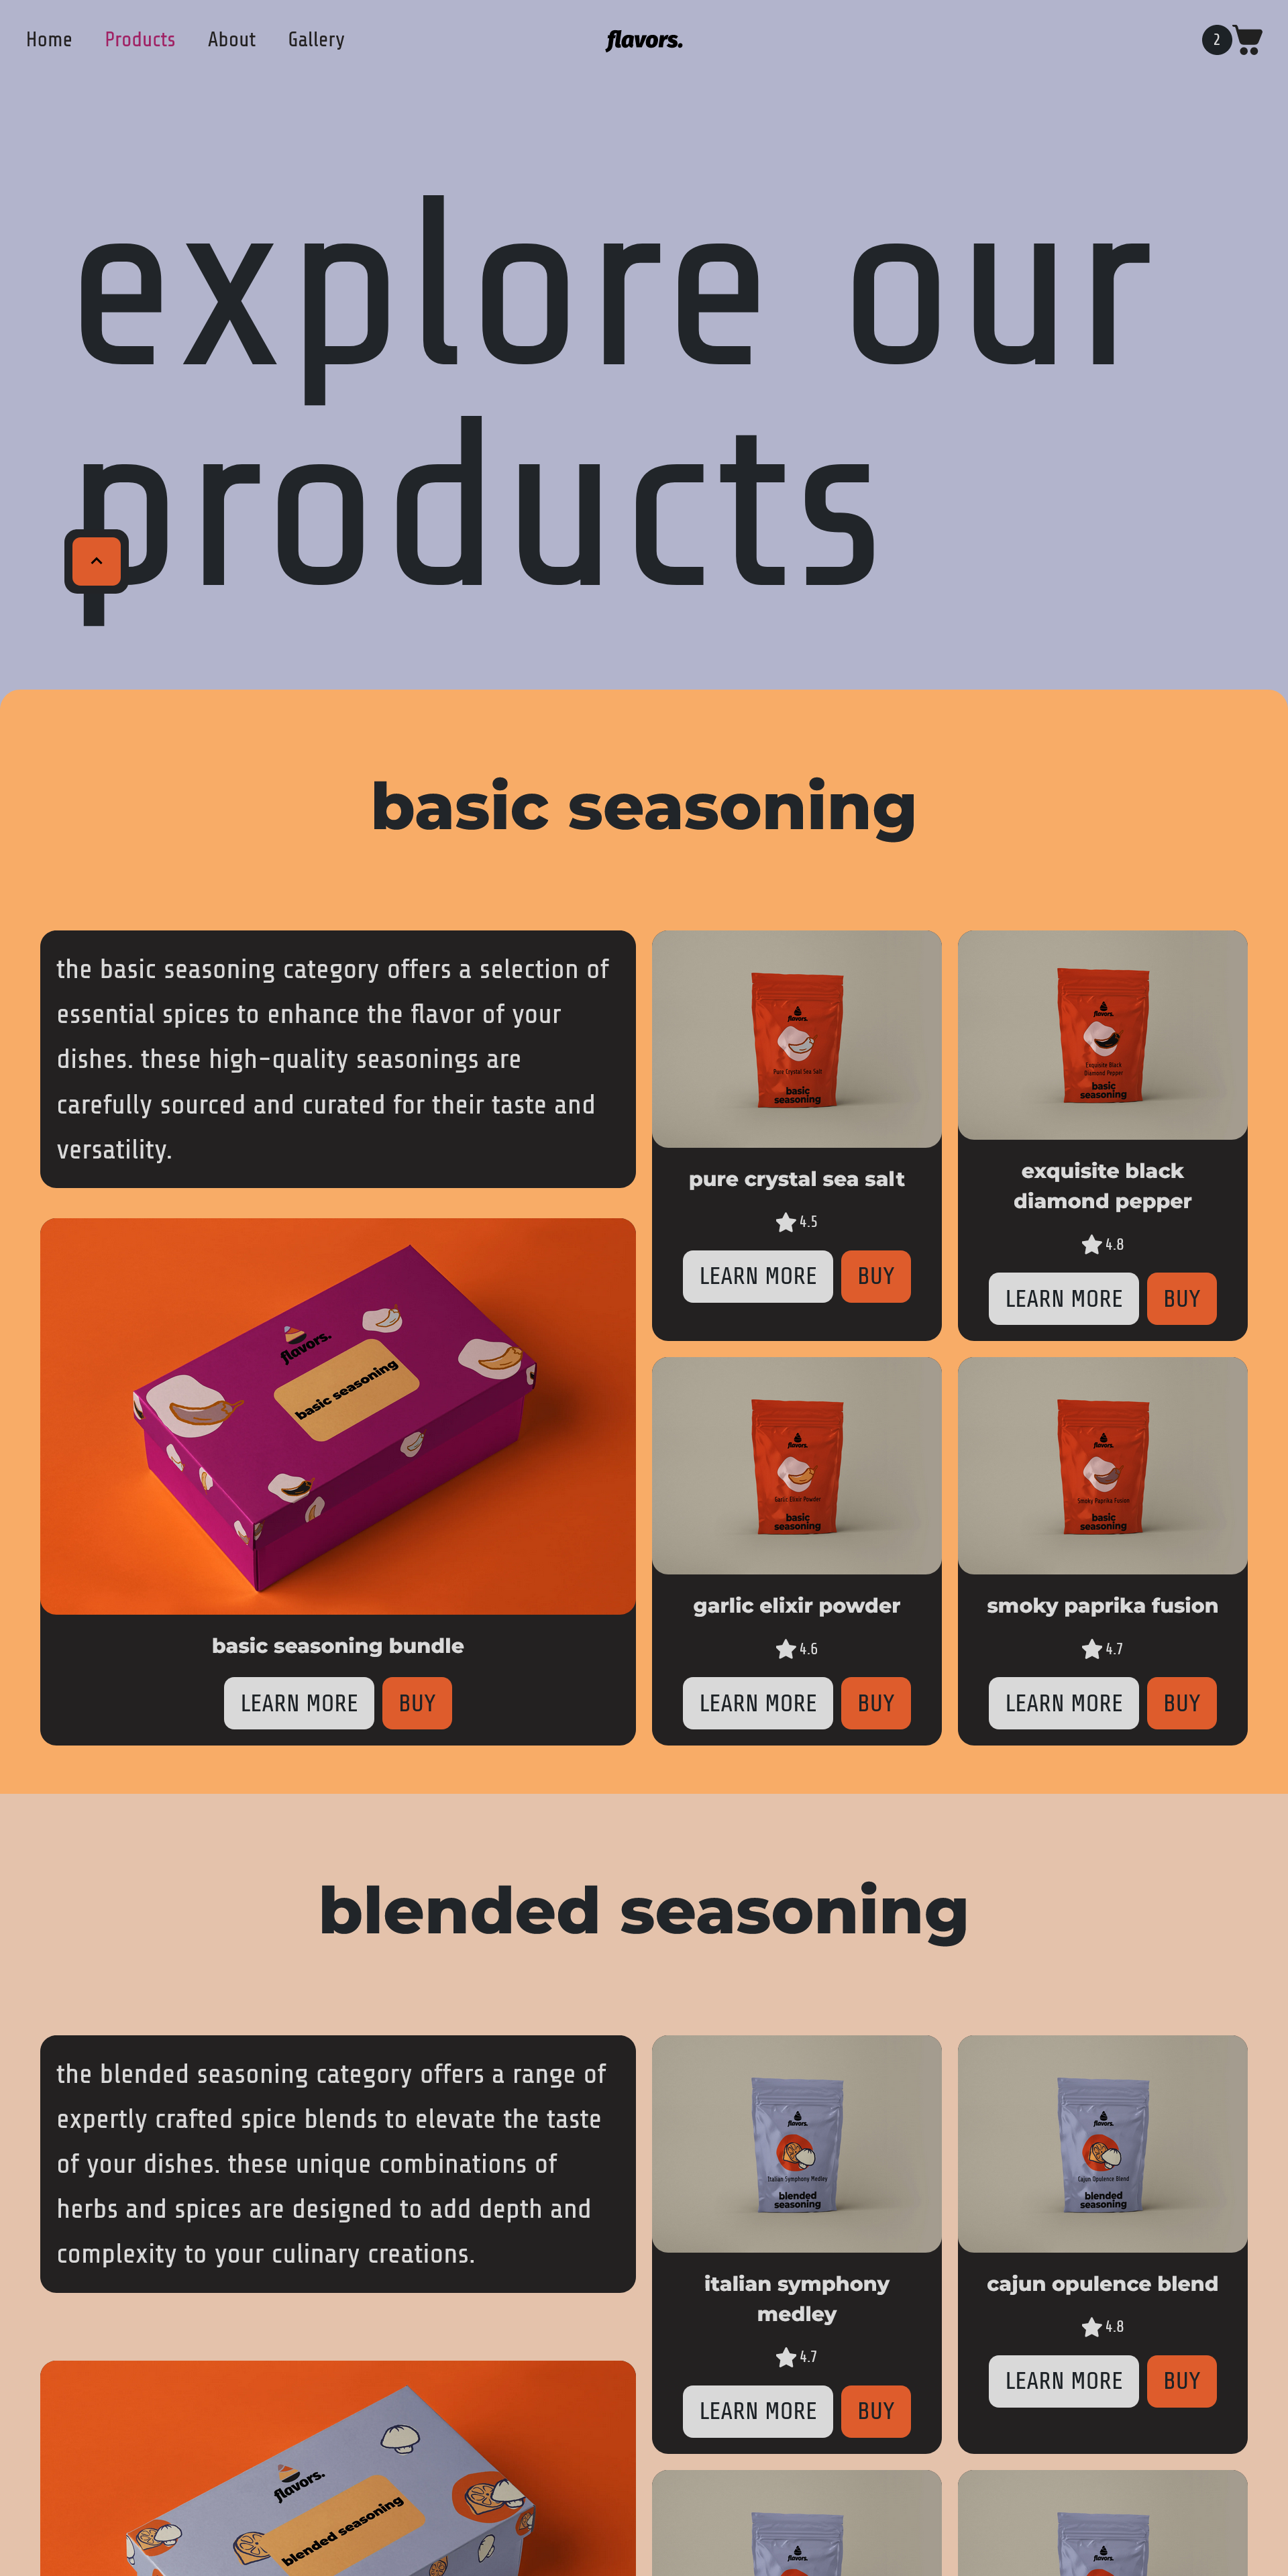 Home Products About Gallery
flavors.
2
explore our
products
basic seasoning
the basic seasoning category offers a selection of
essential spices to enhance the flavor of your
dishes. these high-quality seasonings are
carefully sourced and curated for their taste and
versatility.
flavors.
basic seasoning
basic seasoning bundle
LEARN MORE BUY
flavors.
Pure Crystal Sea Salt
basic
seasoning
pure crystal sea salt
4.5
LEARN MORE BUY
flavors.
Exquisite Black
Diamond Pepper
basic
seasoning
exquisite black
diamond pepper
4.8
LEARN MORE BUY
flavors.
Garlic Elixir Powder
basic
seasoning
garlic elixir powder
4.6
LEARN MORE BUY
flavors.
Smoky Paprika Fusion
basic
seasoning
smoky paprika fusion
4.7
LEARN MORE BUY
blended seasoning
the blended seasoning category offers a range of
expertly crafted spice blends to elevate the taste
of your dishes. these unique combinations of
herbs and spices are designed to add depth and
complexity to your culinary creations.
flavors.
blended seasoning
flavors.
Italian Symphony Medley
blended
seasoning
italian symphony
medley
4.7
LEARN MORE BUY
flavors.
Cajun Opulence Blend
blended
seasoning
cajun opulence blend
4.8
LEARN MORE BUY
flavors.
flavors.